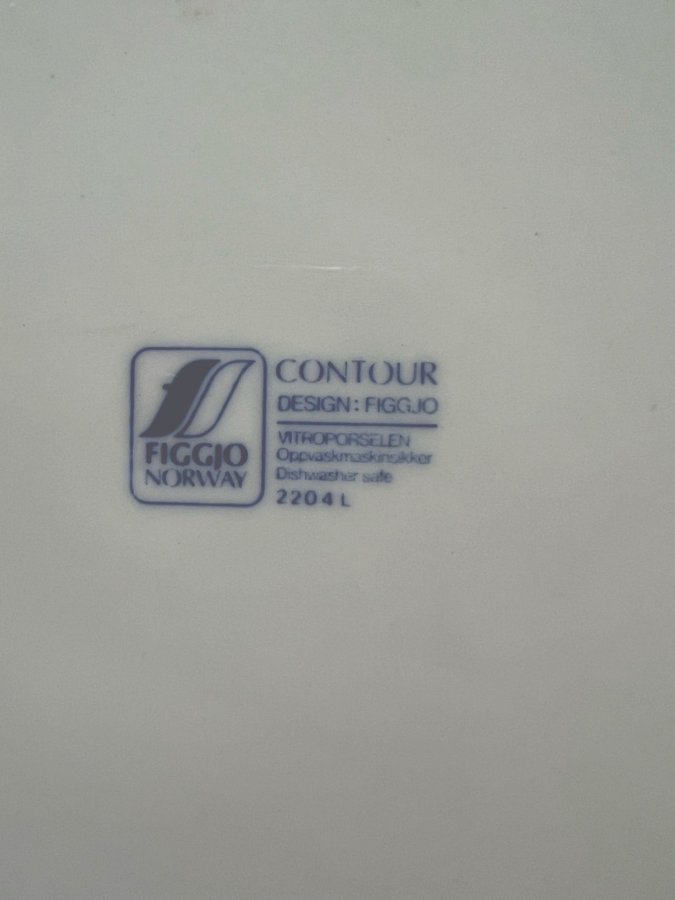 FIGGJO
NORWAY
CONTOUR
DESIGN: FIGGJO
VITROPORSELEN
Oppvaskmaskinsikker
Dishwasher safe
2204 L